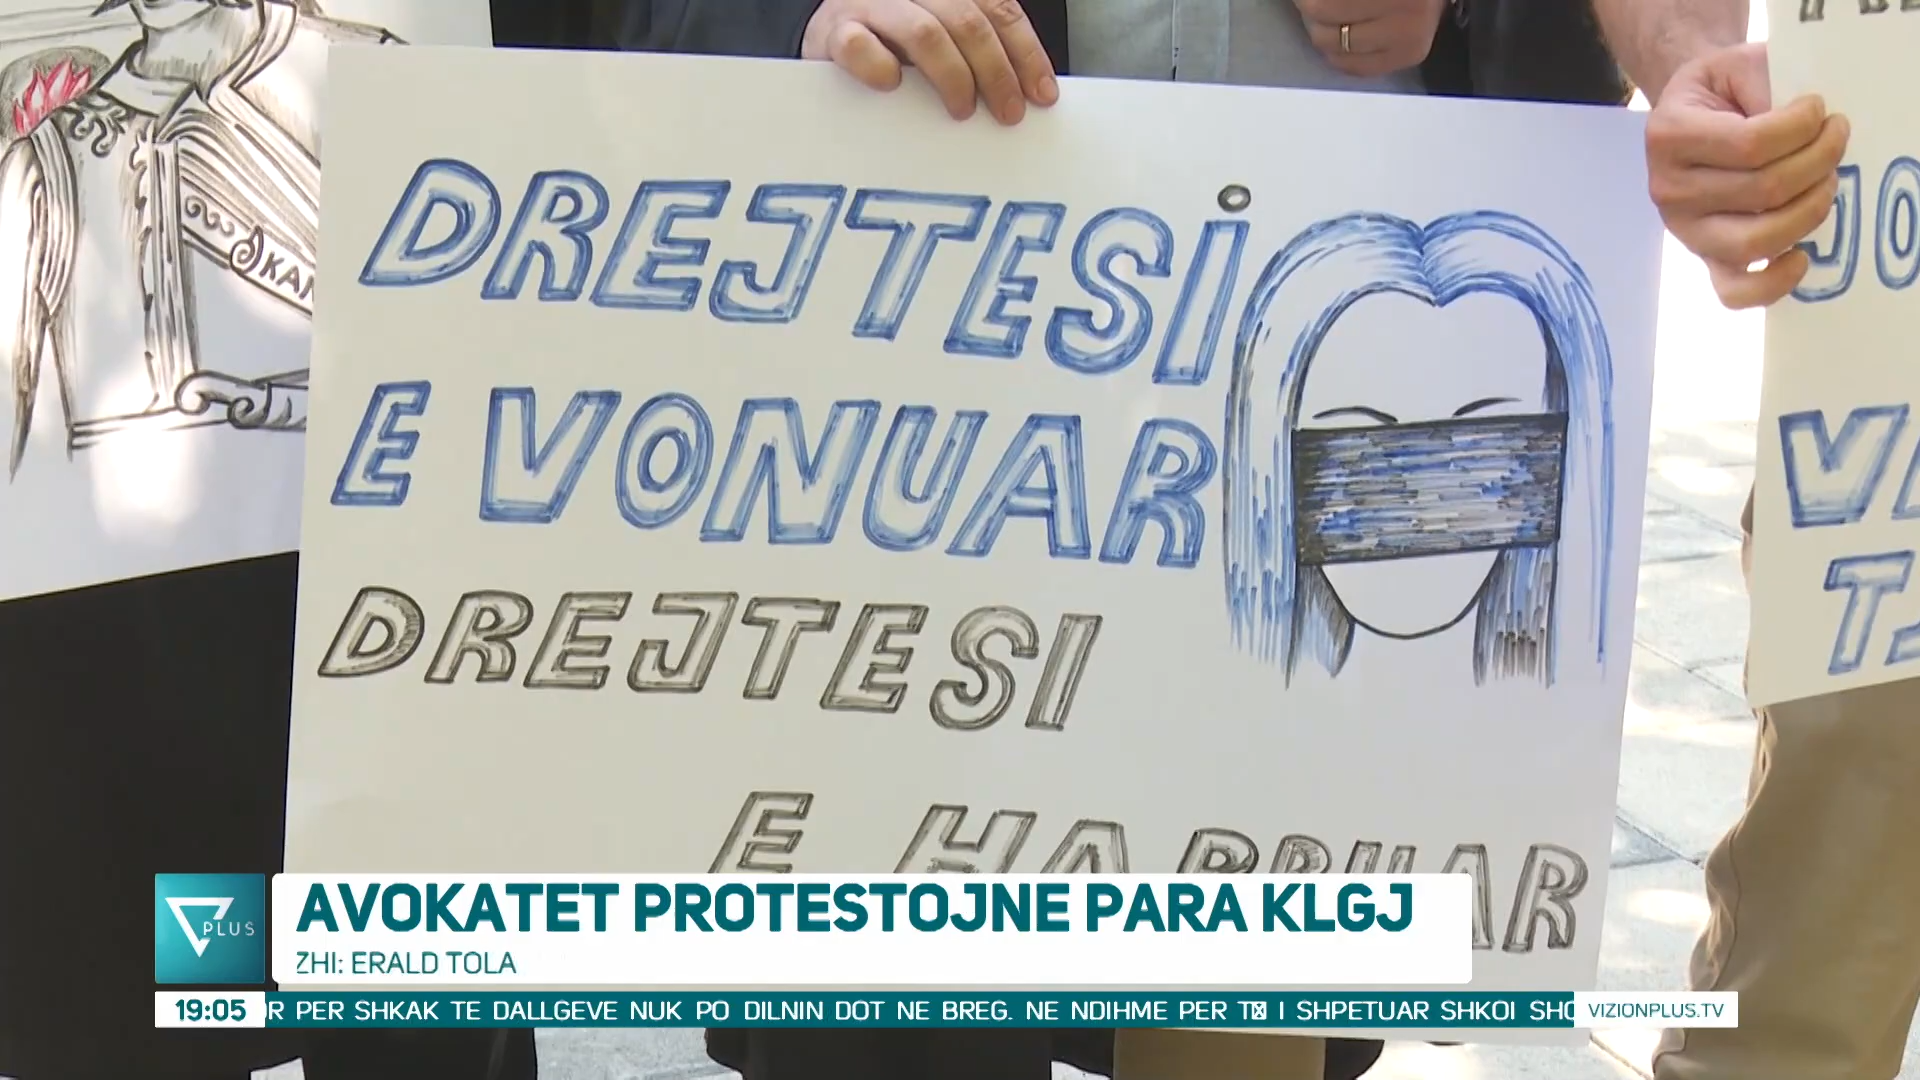 DREJTESI
E VONUAR
DREJTESI
E HARRUAR
JO
AVOKATET PROTESTOJNE PARA KLGJ
ZHI: ERALD TOLA
PLUS
19:05
PER SHKAK TE DALLGEVE NUK PO DILNIN DOT NE BREG. NE NDIHME PER I SHPETUAR SHKOI
VIZIONPLUS.TV